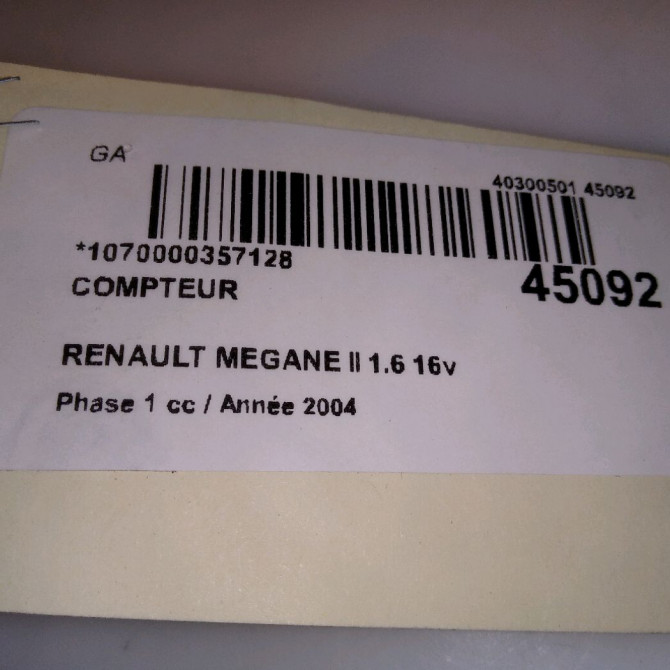 GA
40300501 45092
*1070000357128
COMPTEUR
45092
RENAULT MEGANE II 1.6 16v
Phase 1 cc / Année 2004